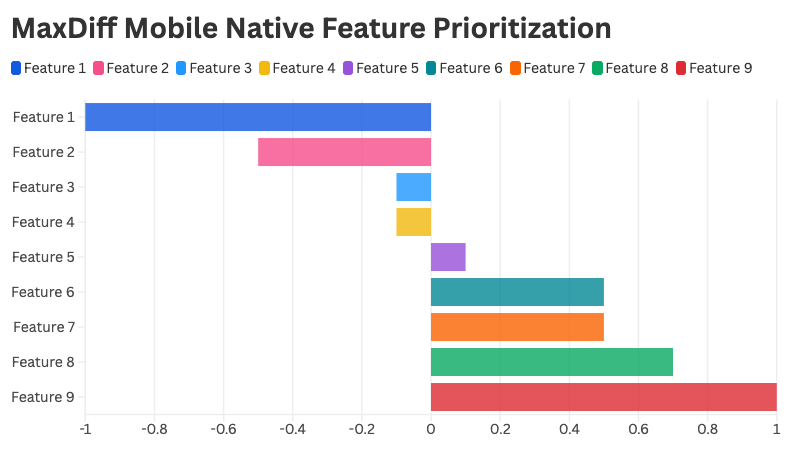 MaxDiff Mobile Native Feature Prioritization
Feature 1 Feature 2 Feature 3 Feature 4 Feature 5 Feature 6 Feature 7 Feature 8 Feature 9
Feature 1
Feature 2
Feature 3
Feature 4
Feature 5
Feature 6
Feature 7
Feature 8
Feature 9
-1 -0.8 -0.6 -0.4 -0.2 0 0.2 0.4 0.6 0.8 1